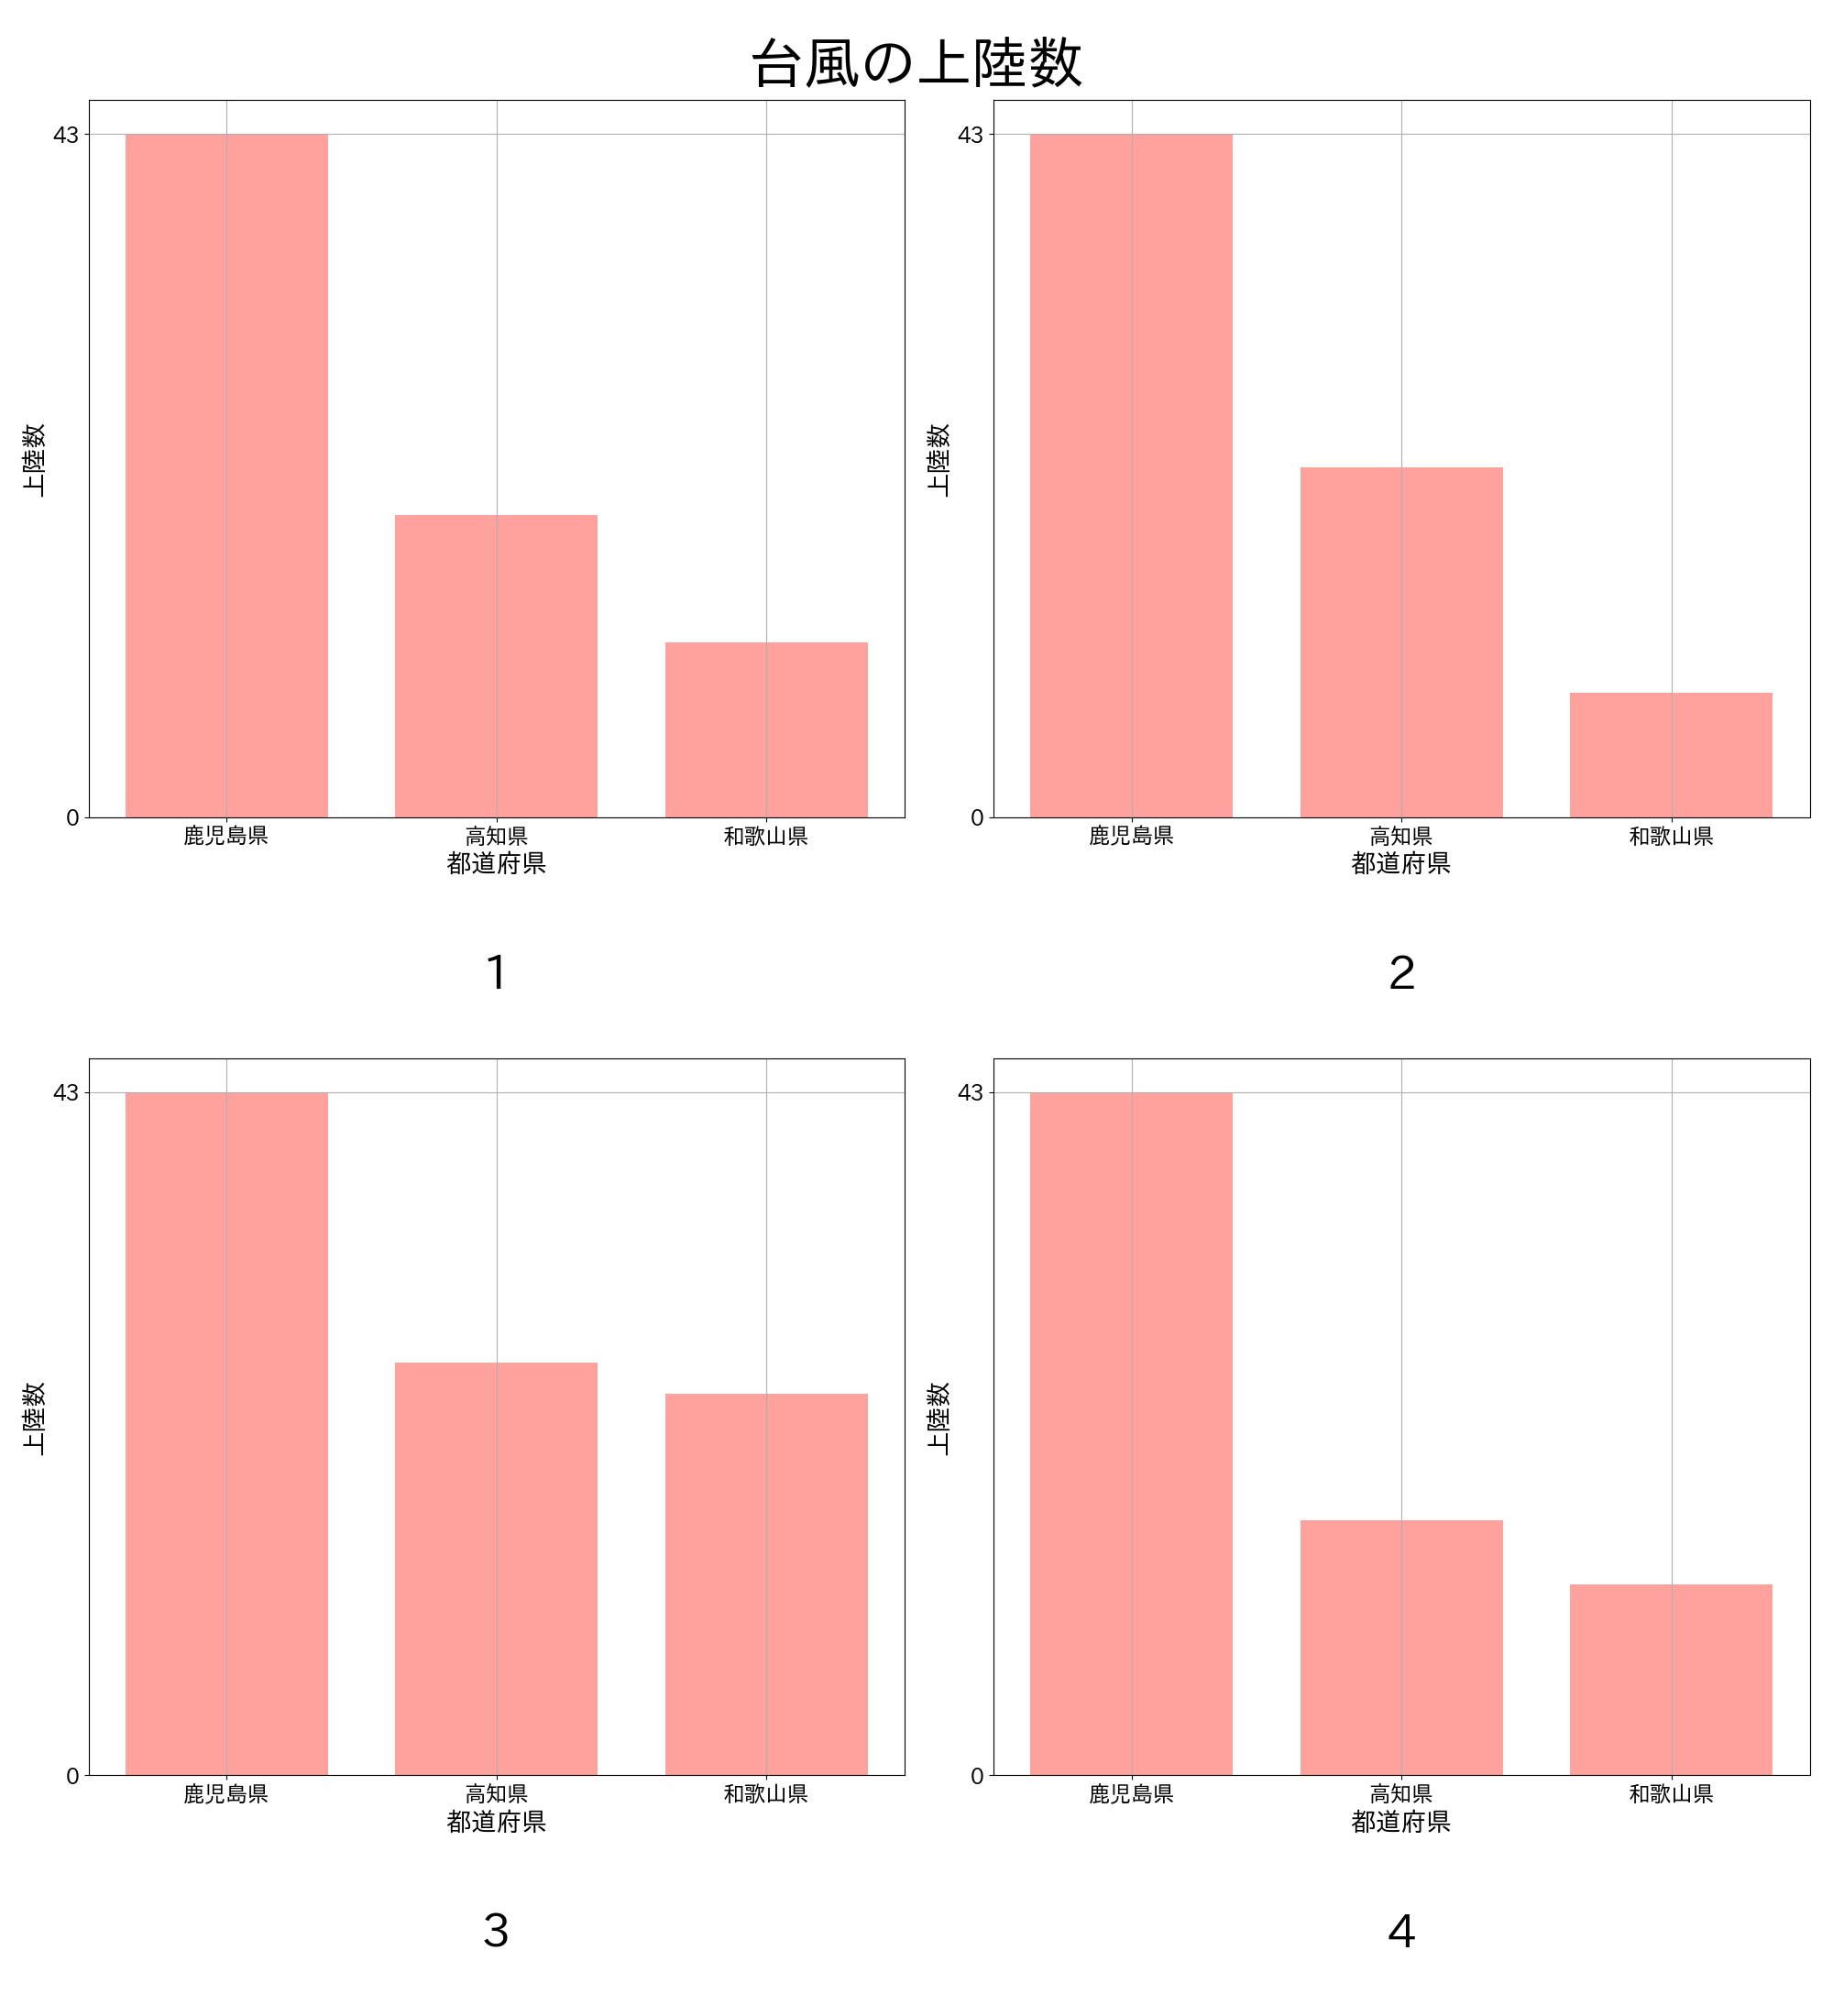 台風の上陸数
43
上陸数
0
鹿児島県 高知県 和歌山県
都道府県
1
43
上陸数
0
鹿児島県 高知県 和歌山県
都道府県
2
43
上陸数
0
鹿児島県 高知県 和歌山県
都道府県
3
43
上陸数
0
鹿児島県 高知県 和歌山県
都道府県
4